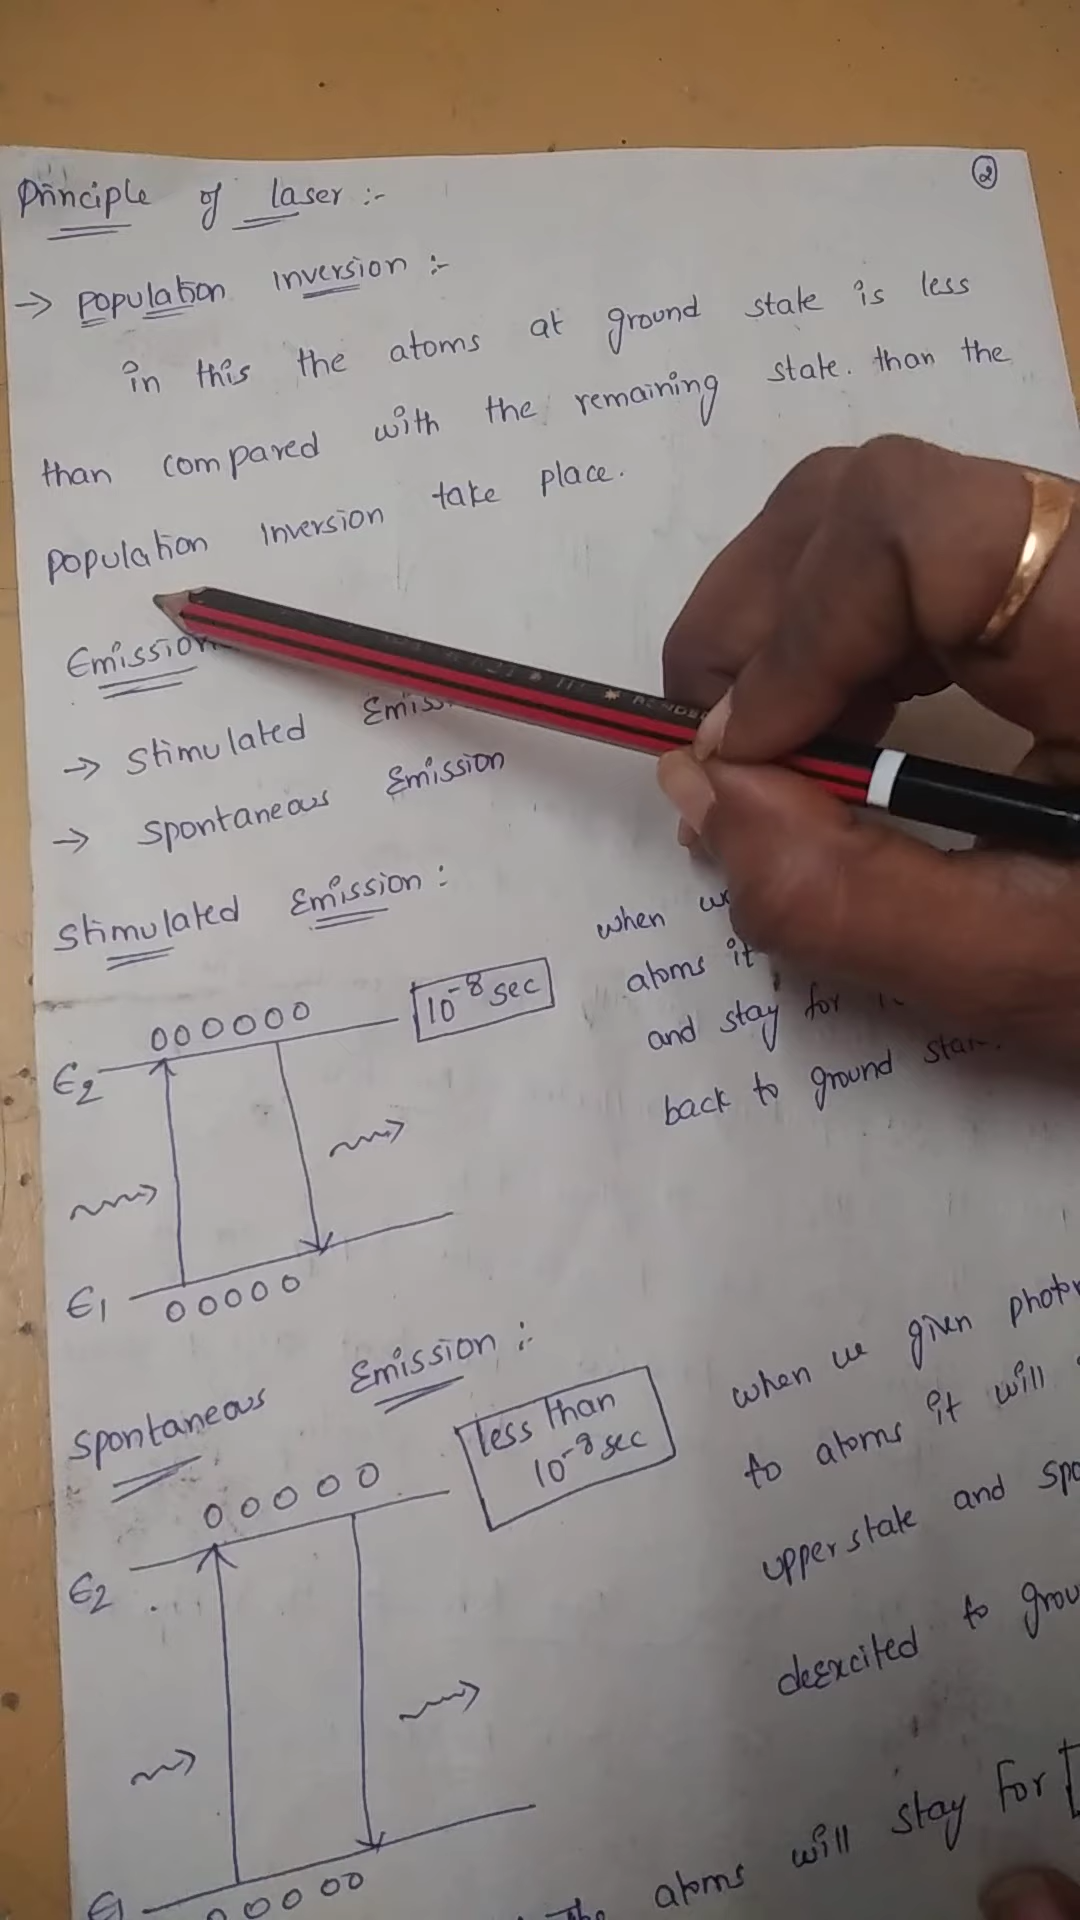 ②
Principle of laser :-
→ Population inversion :-
in this the atoms at ground state is less
than compared with the remaining state. than the
population inversion take place.
Emission
→ Stimulated Emiss
→ Spontaneous Emission
Stimulated Emission :
when
atoms it
and stay for
back to ground
10⁻⁸ sec
000000
E2
E1
00000
Spontaneous Emission :-
less than
10⁻⁸ sec
when we given
to atoms it will
upper state and
deexcited to
00000
E2
E1
00000
The atoms will stay for